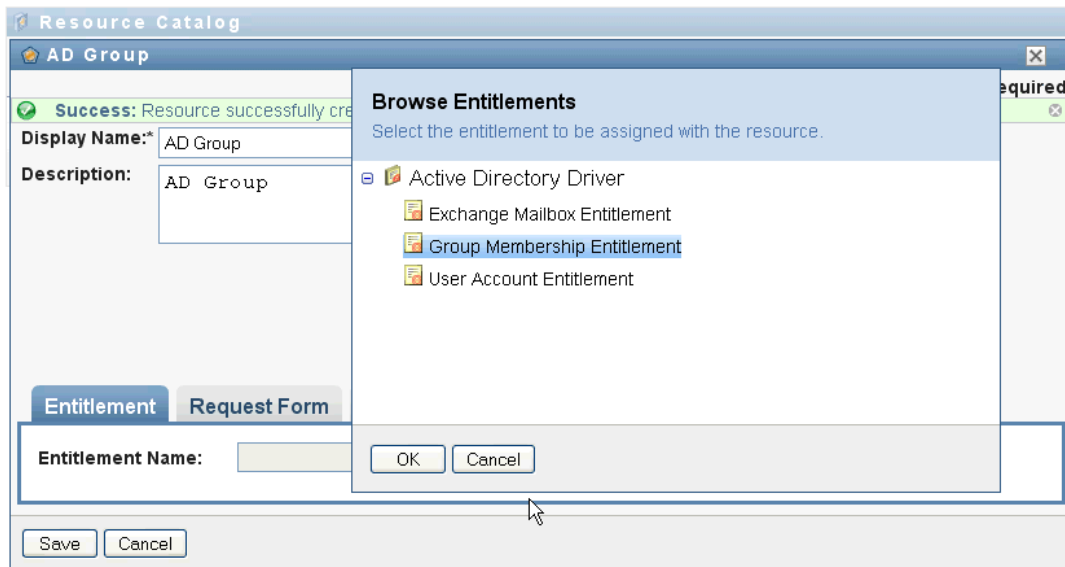 Resource Catalog
AD Group
equired
Success: Resource successfully cre
Display Name:* AD Group
Description: AD Group
Browse Entitlements
Select the entitlement to be assigned with the resource.
Active Directory Driver
Exchange Mailbox Entitlement
Group Membership Entitlement
User Account Entitlement
OK Cancel
Entitlement Request Form
Entitlement Name:
Save Cancel